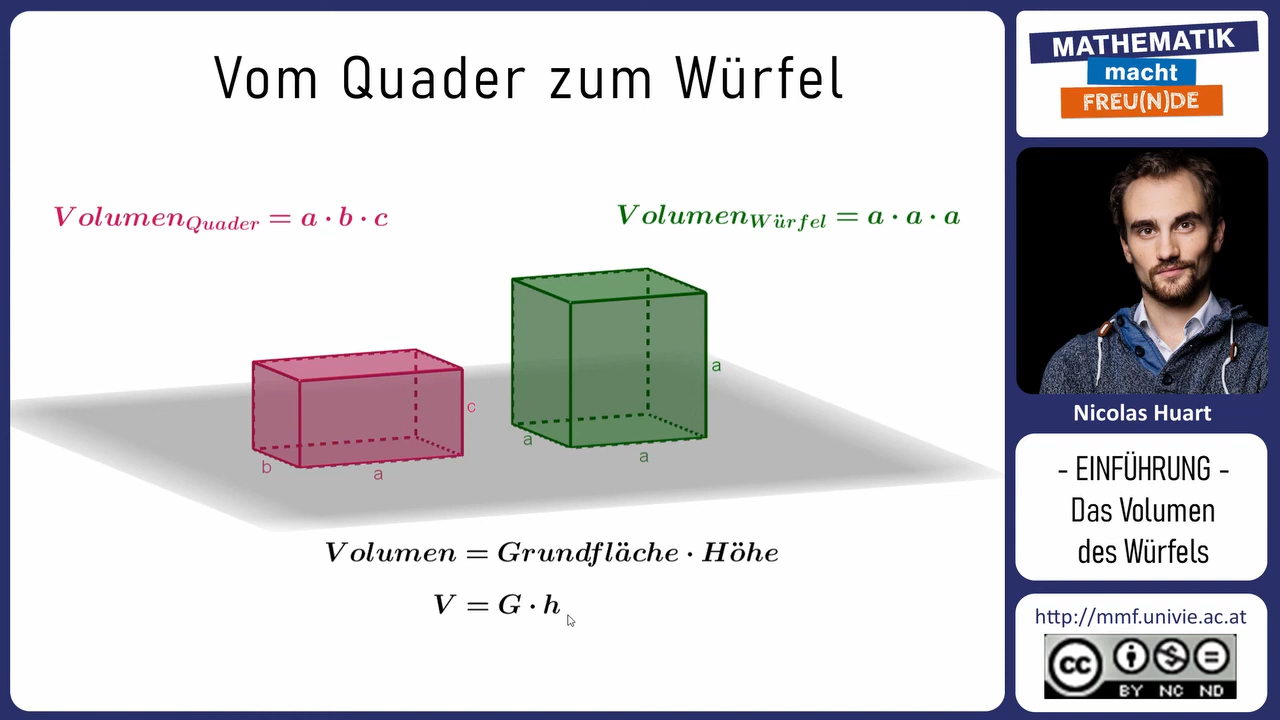 Vom Quader zum Würfel
Volumen_Quader = a · b · c
Volumen_Würfel = a · a · a
c
b
a
a
a
a
Volumen = Grundfläche · Höhe
V = G · h
MATHEMATIK
macht
FREU(N)DE
Nicolas Huart
- EINFÜHRUNG -
Das Volumen
des Würfels
http://mmf.univie.ac.at
cc
BY NC ND